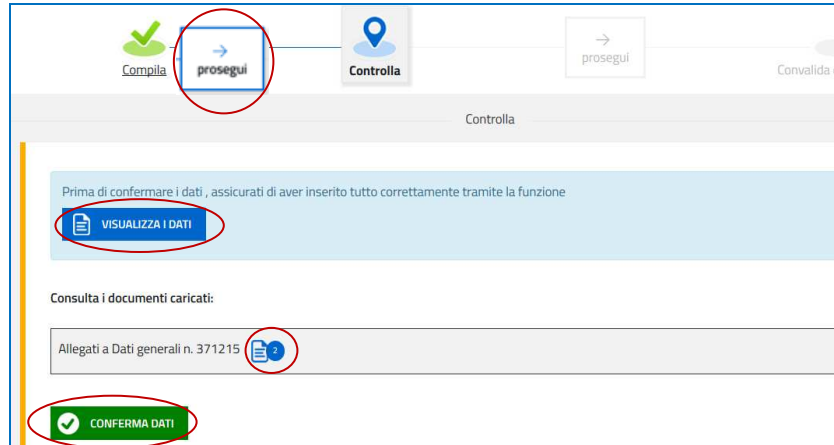 Compila
→ prosegui
Controlla
→ prosegui
Convalida
Controlla
Prima di confermare i dati , assicurati di aver inserito tutto correttamente tramite la funzione
VISUALIZZA I DATI
Consulta i documenti caricati:
Allegati a Dati generali n. 371215 2
CONFERMA DATI